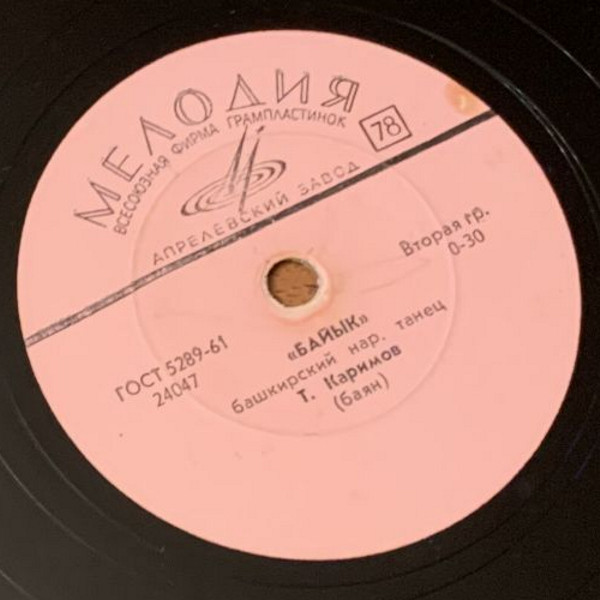 МЕЛОДИЯ
ВСЕСОЮЗНАЯ ФИРМА ГРАМПЛАСТИНОК
78
АПРЕЛЕВСКИЙ ЗАВОД
Вторая гр.
0-30
ГОСТ 5289-61
24047
«БАЙЫК»
башкирский нар. танец
Т. Каримов
(баян)